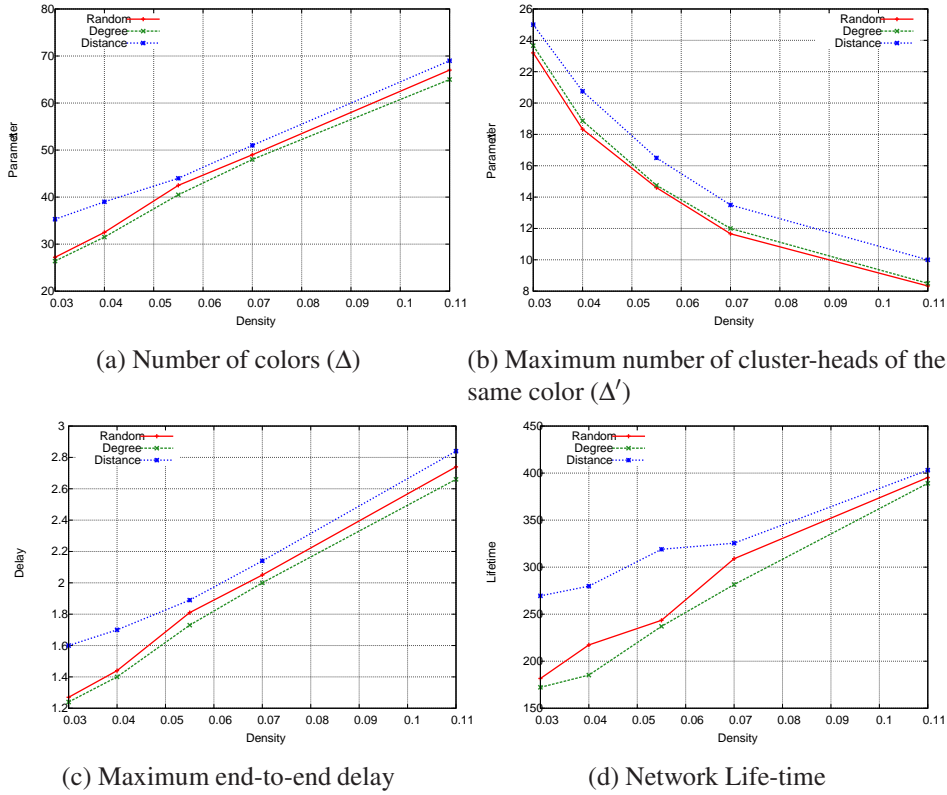 80
70
60
50
40
30
20
Random
Degree
Distance
Parameter
0.03 0.04 0.05 0.06 0.07 0.08 0.09 0.1 0.11
Density
(a) Number of colors (Δ)
26
24
22
20
18
16
14
12
10
8
Random
Degree
Distance
Parameter
0.03 0.04 0.05 0.06 0.07 0.08 0.09 0.1 0.11
Density
(b) Maximum number of cluster-heads of the
same color (Δ′)
3
2.8
2.6
2.4
2.2
2
1.8
1.6
1.4
1.2
Random
Degree
Distance
Delay
0.03 0.04 0.05 0.06 0.07 0.08 0.09 0.1 0.11
Density
(c) Maximum end-to-end delay
450
400
350
300
250
200
150
Random
Degree
Distance
Lifetime
0.03 0.04 0.05 0.06 0.07 0.08 0.09 0.1 0.11
Density
(d) Network Life-time